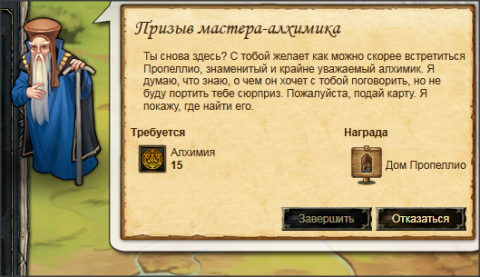 Призыв мастера-алхимика
Ты снова здесь? С тобой желает как можно скорее встретиться
Пропеллио, знаменитый и крайне уважаемый алхимик. Я
думаю, что знаю, о чем он хочет с тобой поговорить, но не
буду портить тебе сюрприз. Пожалуйста, подай карту. Я
покажу, где найти его.
Требуется
Награда
Алхимия
15
Дом Пропеллио
Завершить
Отказаться